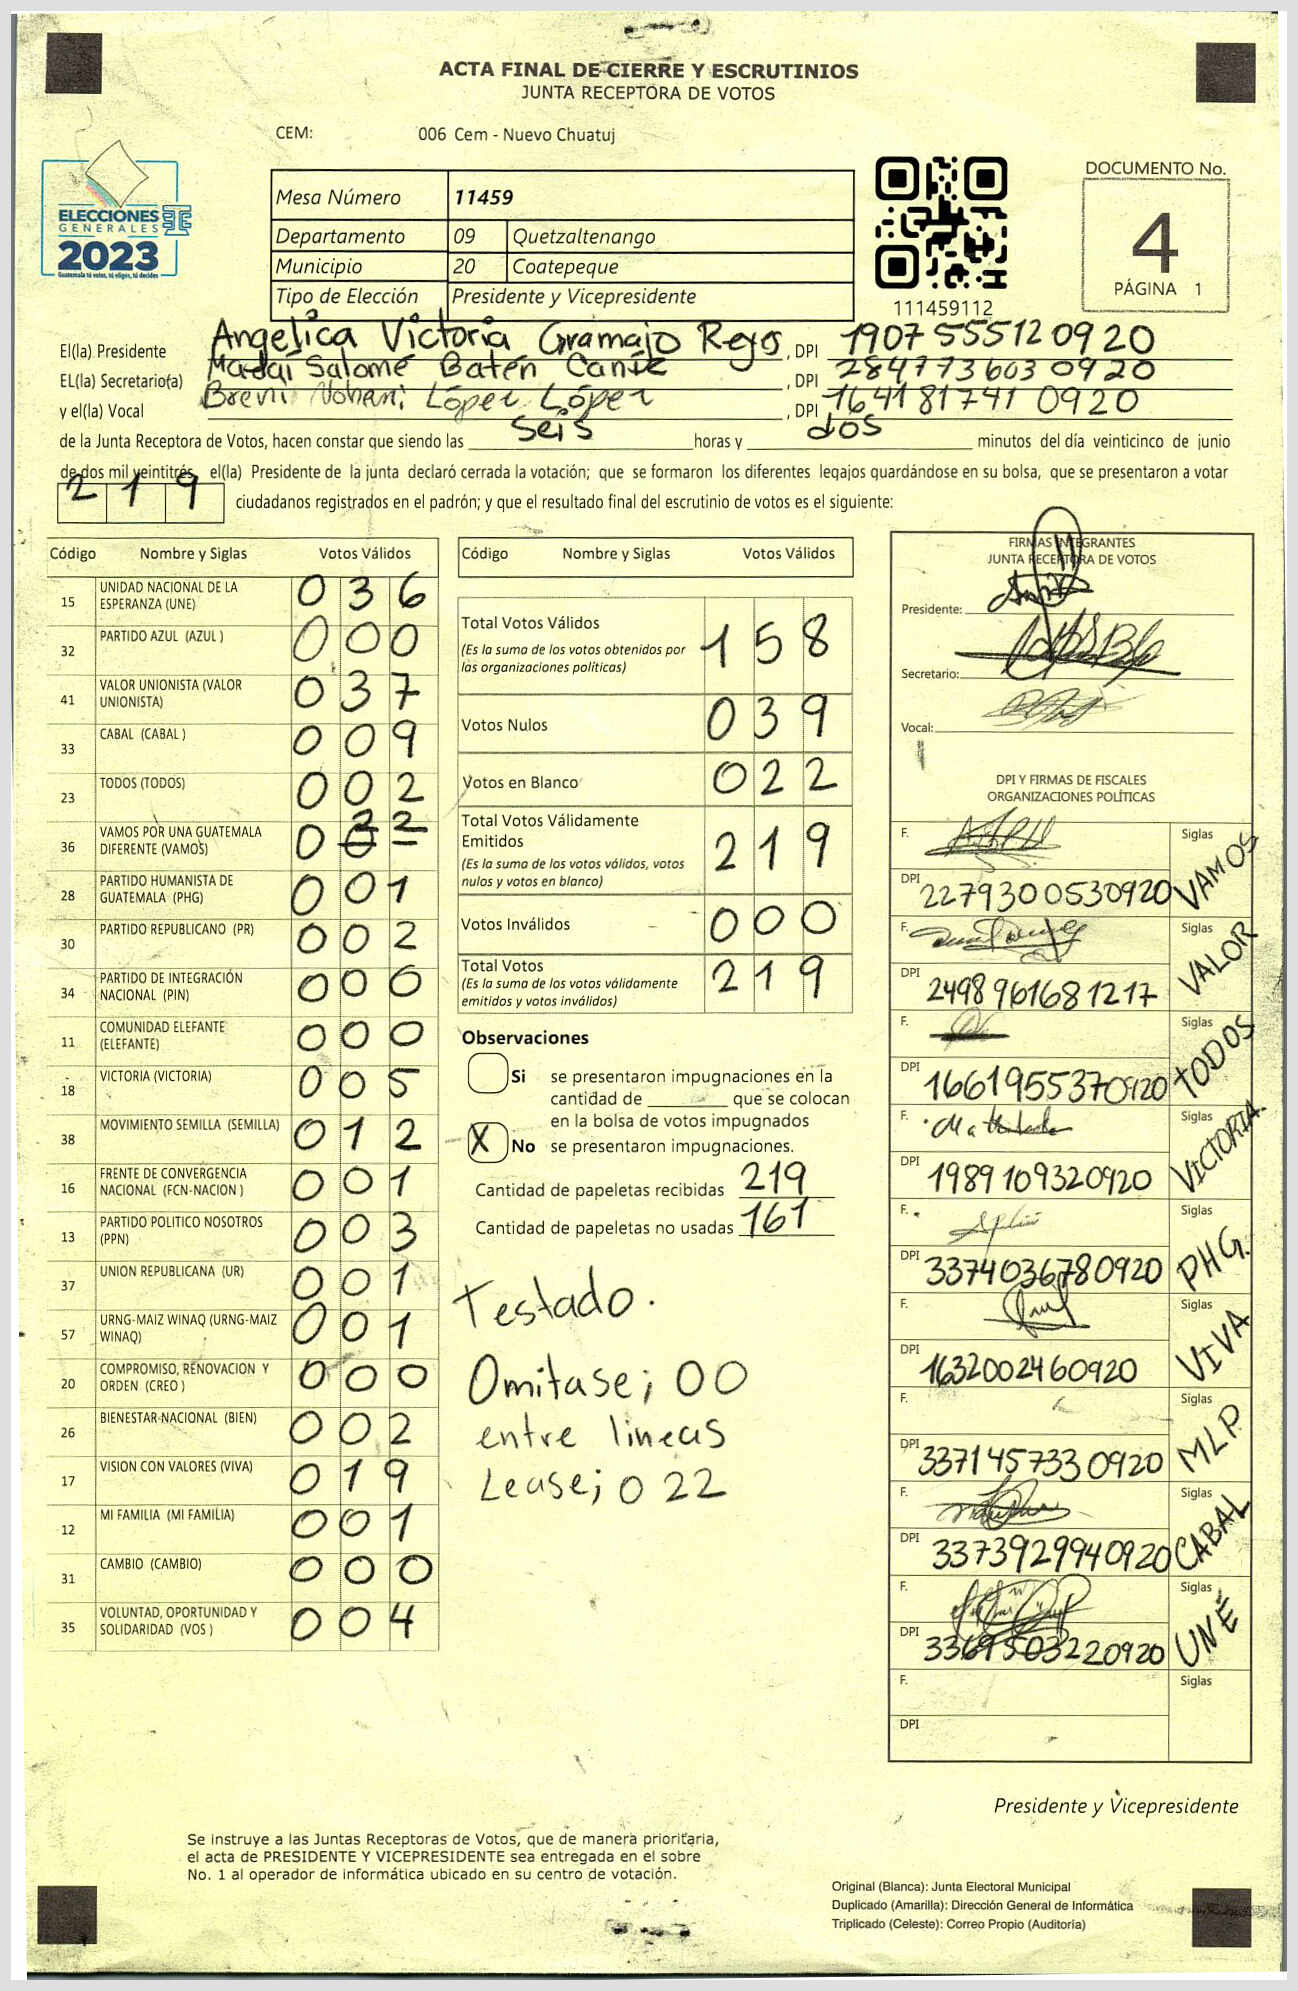 ACTA FINAL DE CIERRE Y ESCRUTINIOS
JUNTA RECEPTORA DE VOTOS
CEM: 006 Cem - Nuevo Chuatuj
ELECCIONES
GENERALES
2023
Guatemala tú votas, tú eliges, tú decides
Mesa Número 11459
Departamento 09 Quetzaltenango
Municipio 20 Coatepeque
Tipo de Elección Presidente y Vicepresidente
111459112
DOCUMENTO No.
4
PÁGINA 1
El(la) Presidente Angelica Victoria Gramajo Reyes, DPI 1907 55512 0920
EL(la) Secretario(a) Madai Salomé Batén Canix, DPI 284773603 0920
y el(la) Vocal López López, DPI 164181741 0920
de la Junta Receptora de Votos, hacen constar que siendo las seis horas y dos minutos del día veinticinco de junio
de dos mil veintitrés, el(la) Presidente de la junta declaró cerrada la votación; que se formaron los diferentes legajos quardándose en su bolsa, que se presentaron a votar
219 ciudadanos registrados en el padrón; y que el resultado final del escrutinio de votos es el siguiente:
Código Nombre y Siglas Votos Válidos
15 UNIDAD NACIONAL DE LA ESPERANZA (UNE) 0 3 6
32 PARTIDO AZUL (AZUL ) 0 0 0
41 VALOR UNIONISTA (VALOR UNIONISTA) 0 3 7
33 CABAL (CABAL ) 0 0 9
23 TODOS (TODOS) 0 0 2
36 VAMOS POR UNA GUATEMALA DIFERENTE (VAMOS) 0 2 2
28 PARTIDO HUMANISTA DE GUATEMALA (PHG) 0 0 1
30 PARTIDO REPUBLICANO (PR) 0 0 2
34 PARTIDO DE INTEGRACIÓN NACIONAL (PIN) 0 0 0
11 COMUNIDAD ELEFANTE (ELEFANTE) 0 0 0
18 VICTORIA (VICTORIA) 0 0 5
38 MOVIMIENTO SEMILLA (SEMILLA) 0 1 2
16 FRENTE DE CONVERGENCIA NACIONAL (FCN-NACION ) 0 0 1
13 PARTIDO POLITICO NOSOTROS (PPN) 0 0 3
37 UNION REPUBLICANA (UR) 0 0 1
57 URNG-MAIZ WINAQ (URNG-MAIZ WINAQ) 0 0 1
20 COMPROMISO, RENOVACION Y ORDEN (CREO ) 0 0 0
26 BIENESTAR NACIONAL (BIEN) 0 0 2
17 VISION CON VALORES (VIVA) 0 1 9
12 MI FAMILIA (MI FAMILIA) 0 0 1
31 CAMBIO (CAMBIO) 0 0 0
35 VOLUNTAD, OPORTUNIDAD Y SOLIDARIDAD (VOS ) 0 0 4
Código Nombre y Siglas Votos Válidos
Total Votos Válidos 1 5 8
(Es la suma de los votos obtenidos por
las organizaciones políticas)
Votos Nulos 0 3 9
Votos en Blanco 0 2 2
Total Votos Válidamente
Emitidos 2 1 9
(Es la suma de los votos válidos, votos
nulos y votos en blanco)
Votos Inválidos 0 0 0
Total Votos 2 1 9
(Es la suma de los votos válidamente
emitidos y votos inválidos)
Observaciones
Si se presentaron impugnaciones en la
cantidad de ________ que se colocan
en la bolsa de votos impugnados
X No se presentaron impugnaciones.
Cantidad de papeletas recibidas 219
Cantidad de papeletas no usadas 161
Testado.
Omitase; 00
entre lineas
Lease; 0 22
FIRMAS INTEGRANTES
JUNTA RECEPTORA DE VOTOS
Presidente:
Secretario:
Vocal:
DPI Y FIRMAS DE FISCALES
ORGANIZACIONES POLÍTICAS
F. Siglas VAMOS
DPI 2279300530920
F. Siglas VALOR
DPI 2498961681217
F. Siglas TODOS
DPI 1661955370920
F. Siglas VICTORIA
DPI 1989109320920
F. Siglas PHG.
DPI 3374036780920
F. Siglas VIVA
DPI 1632002460920
F. Siglas MLP
DPI 3371457330920
F. Siglas CABAL
DPI 3373929940920
F. Siglas UNE
DPI 3369503220920
F. Siglas
DPI
Presidente y Vicepresidente
Se instruye a las Juntas Receptoras de Votos, que de manera prioritaria,
el acta de PRESIDENTE Y VICEPRESIDENTE sea entregada en el sobre
No. 1 al operador de informática ubicado en su centro de votación.
Original (Blanca): Junta Electoral Municipal
Duplicado (Amarilla): Dirección General de Informática
Triplicado (Celeste): Correo Propio (Auditoría)